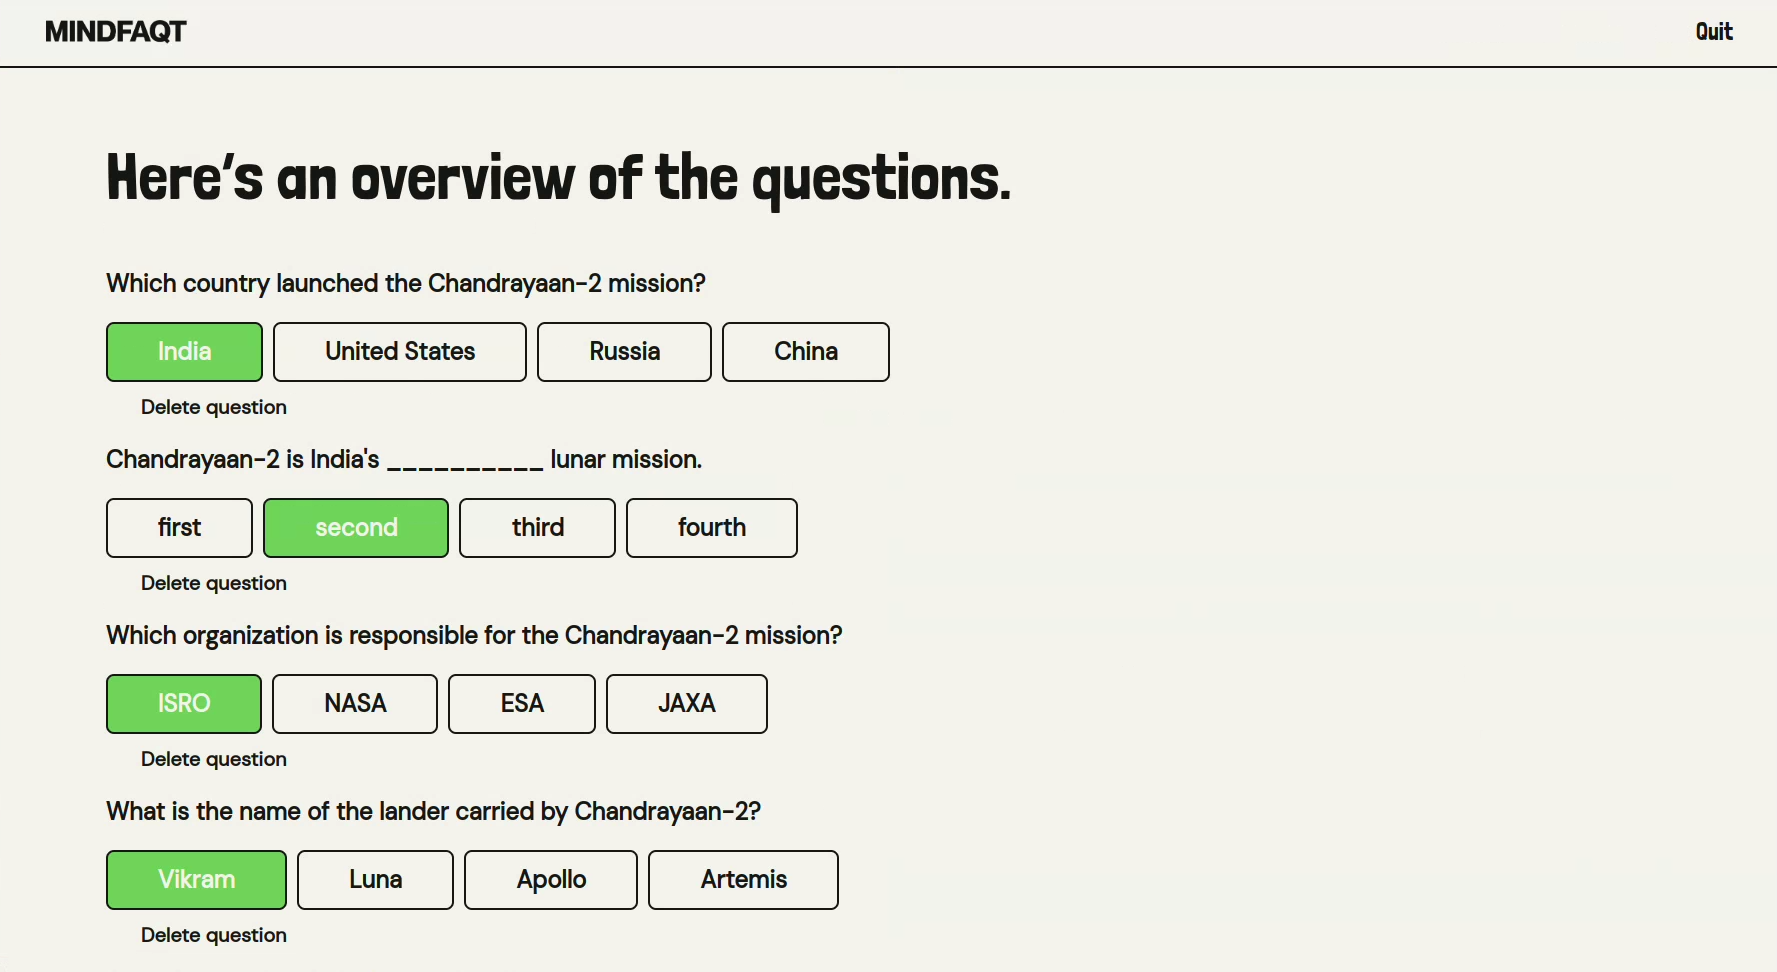 MINDFAQT
Quit
Here’s an overview of the questions.
Which country launched the Chandrayaan-2 mission?
India United States Russia China
Delete question
Chandrayaan-2 is India's __________ lunar mission.
first second third fourth
Delete question
Which organization is responsible for the Chandrayaan-2 mission?
ISRO NASA ESA JAXA
Delete question
What is the name of the lander carried by Chandrayaan-2?
Vikram Luna Apollo Artemis
Delete question